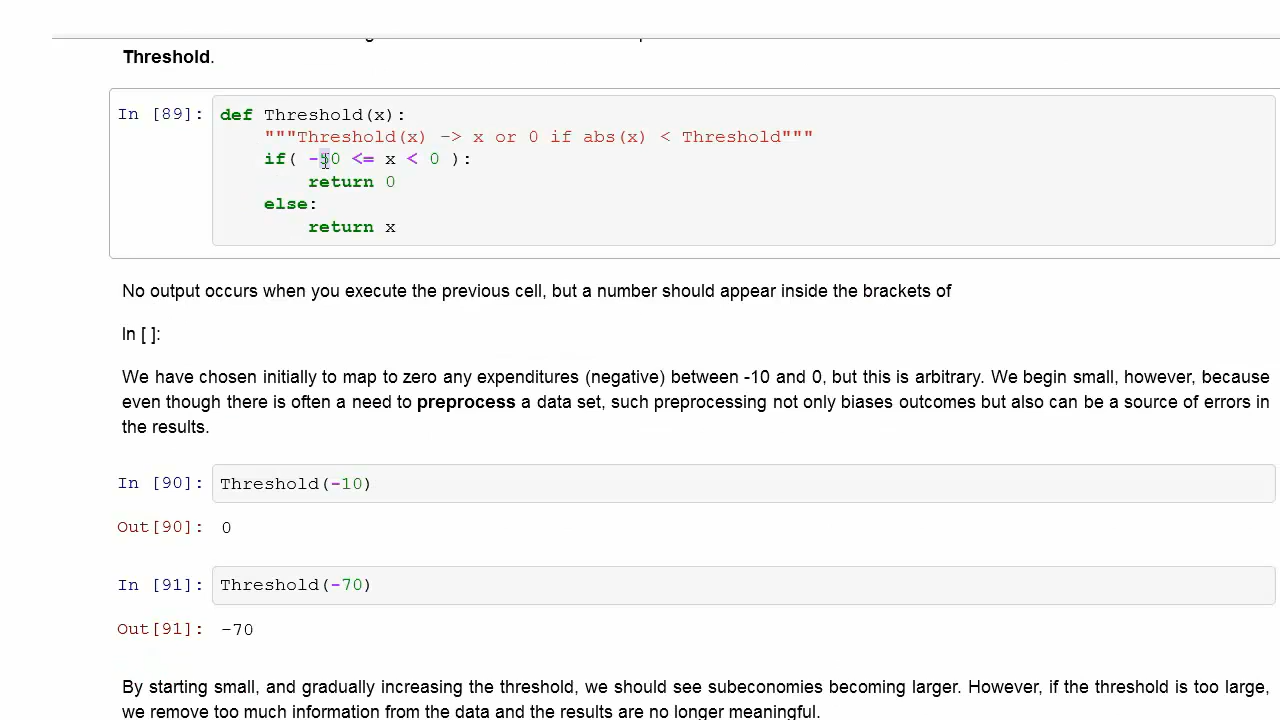 Threshold.
In [89]:
def Threshold(x):
"""Threshold(x) -> x or 0 if abs(x) < Threshold"""
if( -50 <= x < 0 ):
return 0
else:
return x
No output occurs when you execute the previous cell, but a number should appear inside the brackets of
In [ ]:
We have chosen initially to map to zero any expenditures (negative) between -10 and 0, but this is arbitrary. We begin small, however, because
even though there is often a need to preprocess a data set, such preprocessing not only biases outcomes but also can be a source of errors in
the results.
In [90]: Threshold(-10)
Out[90]: 0
In [91]: Threshold(-70)
Out[91]: -70
By starting small, and gradually increasing the threshold, we should see subeconomies becoming larger. However, if the threshold is too large,
we remove too much information from the data and the results are no longer meaningful.